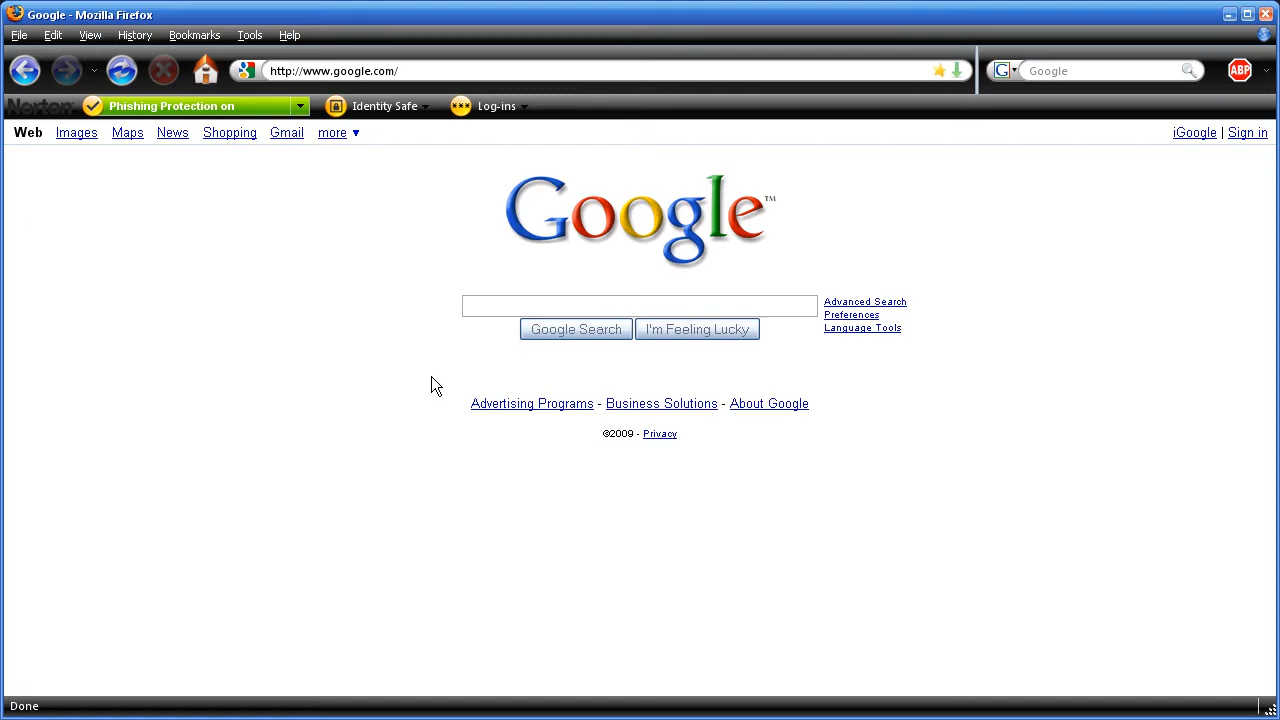 Google - Mozilla Firefox
File Edit View History Bookmarks Tools Help
http://www.google.com/ G Google ABP
Norton Phishing Protection on Identity Safe Log-ins
Web Images Maps News Shopping Gmail more ▼ iGoogle | Sign in
Google™
Advanced Search
Preferences
Language Tools
Google Search I'm Feeling Lucky
Advertising Programs - Business Solutions - About Google
©2009 - Privacy
Done